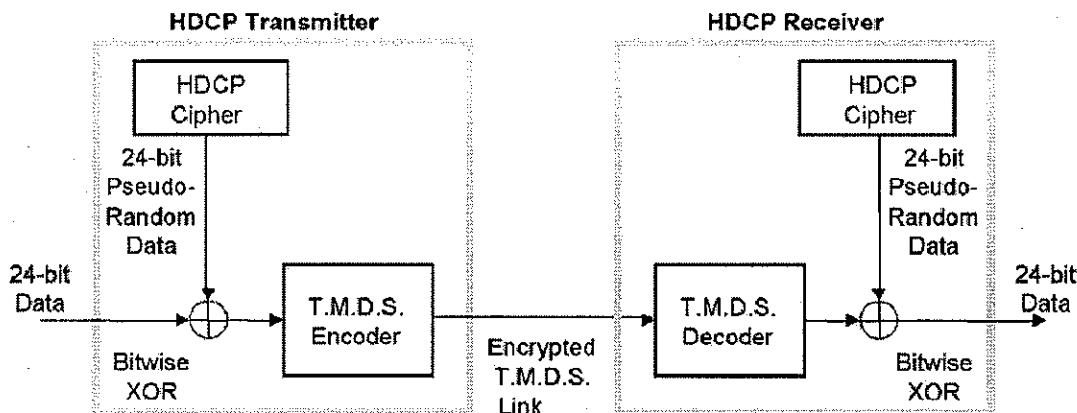 HDCP Transmitter
HDCP Receiver
HDCP
Cipher
24-bit
Pseudo-
Random
Data
24-bit
Data
Bitwise
XOR
T.M.D.S.
Encoder
Encrypted
T.M.D.S.
Link
T.M.D.S.
Decoder
HDCP
Cipher
24-bit
Pseudo-
Random
Data
Bitwise
XOR
24-bit
Data